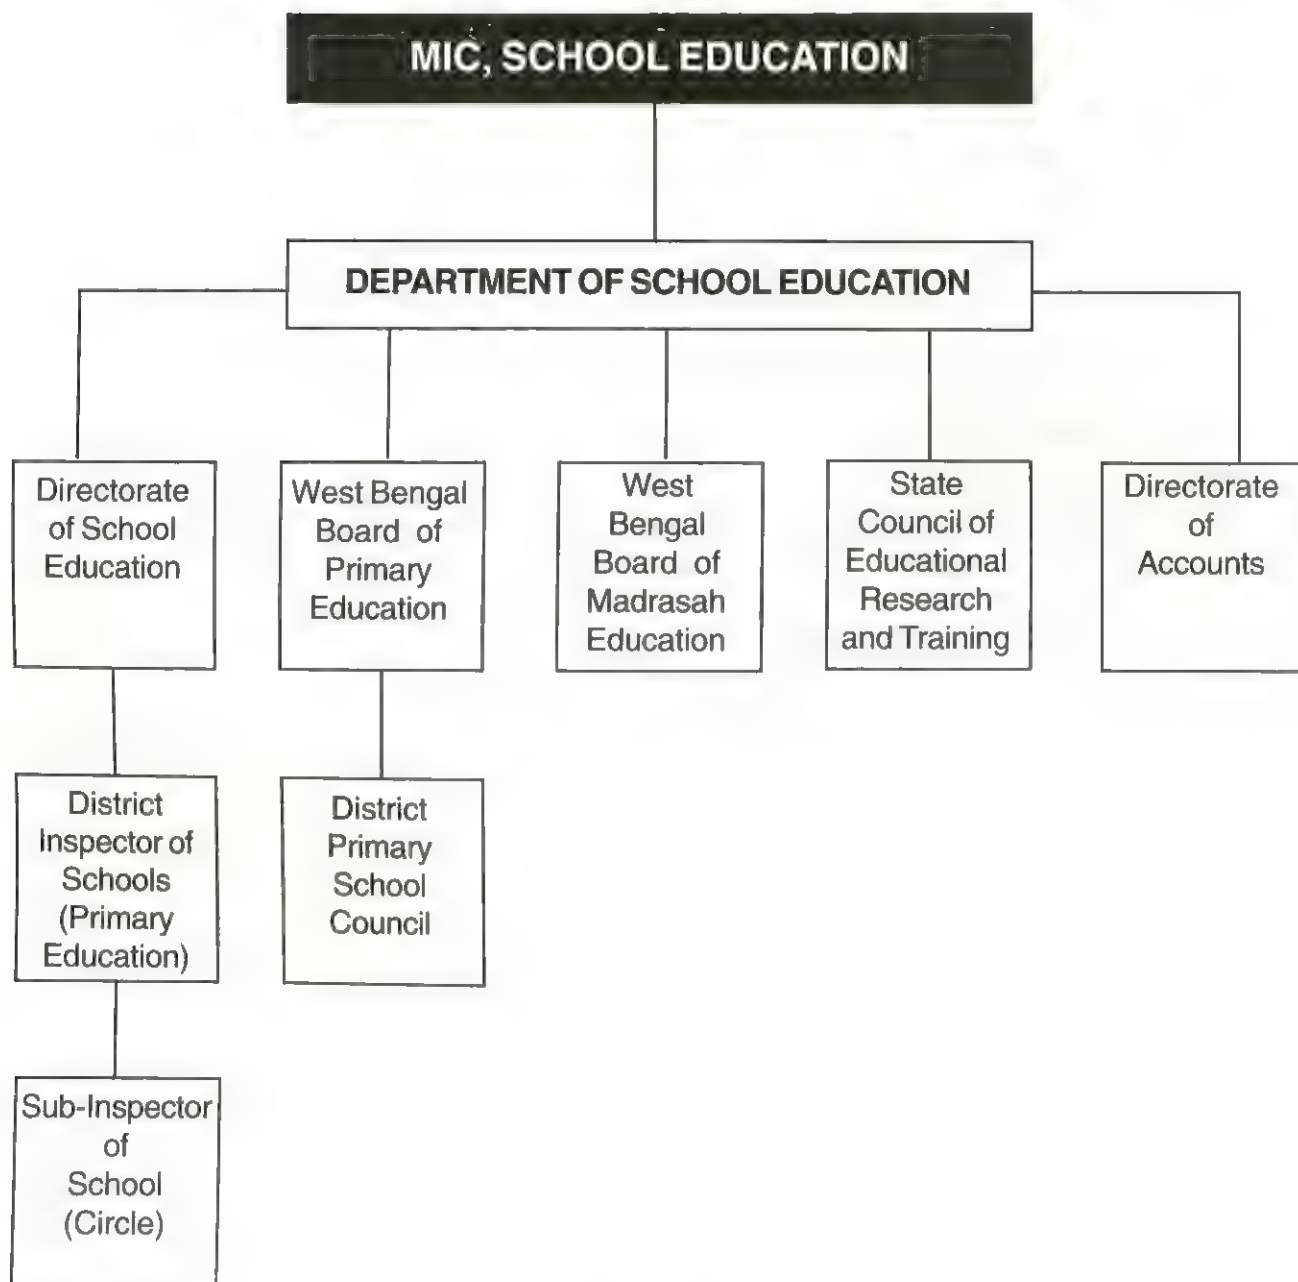 MIC, SCHOOL EDUCATION
DEPARTMENT OF SCHOOL EDUCATION
Directorate
of School
Education
West Bengal
Board of
Primary
Education
West
Bengal
Board of
Madrasah
Education
State
Council of
Educational
Research
and Training
Directorate
of
Accounts
District
Inspector of
Schools
(Primary
Education)
District
Primary
School
Council
Sub-Inspector
of
School
(Circle)